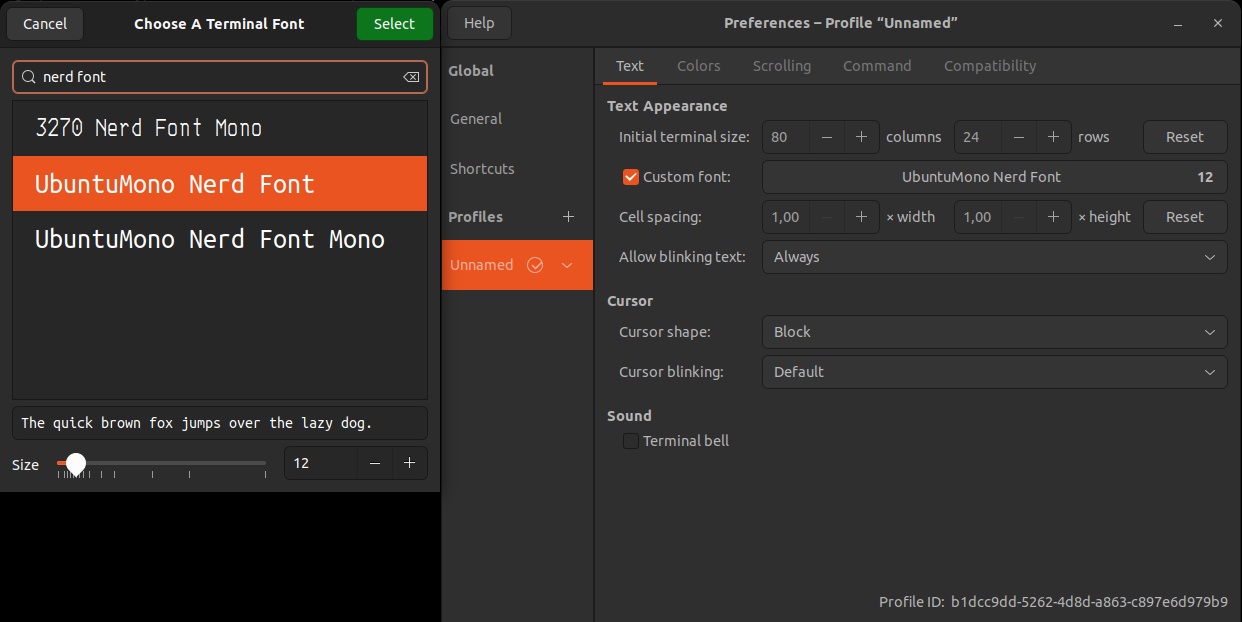 Cancel Choose A Terminal Font Select
nerd font
3270 Nerd Font Mono
UbuntuMono Nerd Font
UbuntuMono Nerd Font Mono
The quick brown fox jumps over the lazy dog.
Size 12 − +
Help Preferences – Profile “Unnamed”
Global
General
Shortcuts
Profiles +
Unnamed
Text Colors Scrolling Command Compatibility
Text Appearance
Initial terminal size: 80 − + columns 24 − + rows Reset
Custom font: UbuntuMono Nerd Font 12
Cell spacing: 1,00 − + × width 1,00 − + × height Reset
Allow blinking text: Always
Cursor
Cursor shape: Block
Cursor blinking: Default
Sound
Terminal bell
Profile ID: b1dcc9dd-5262-4d8d-a863-c897e6d979b9